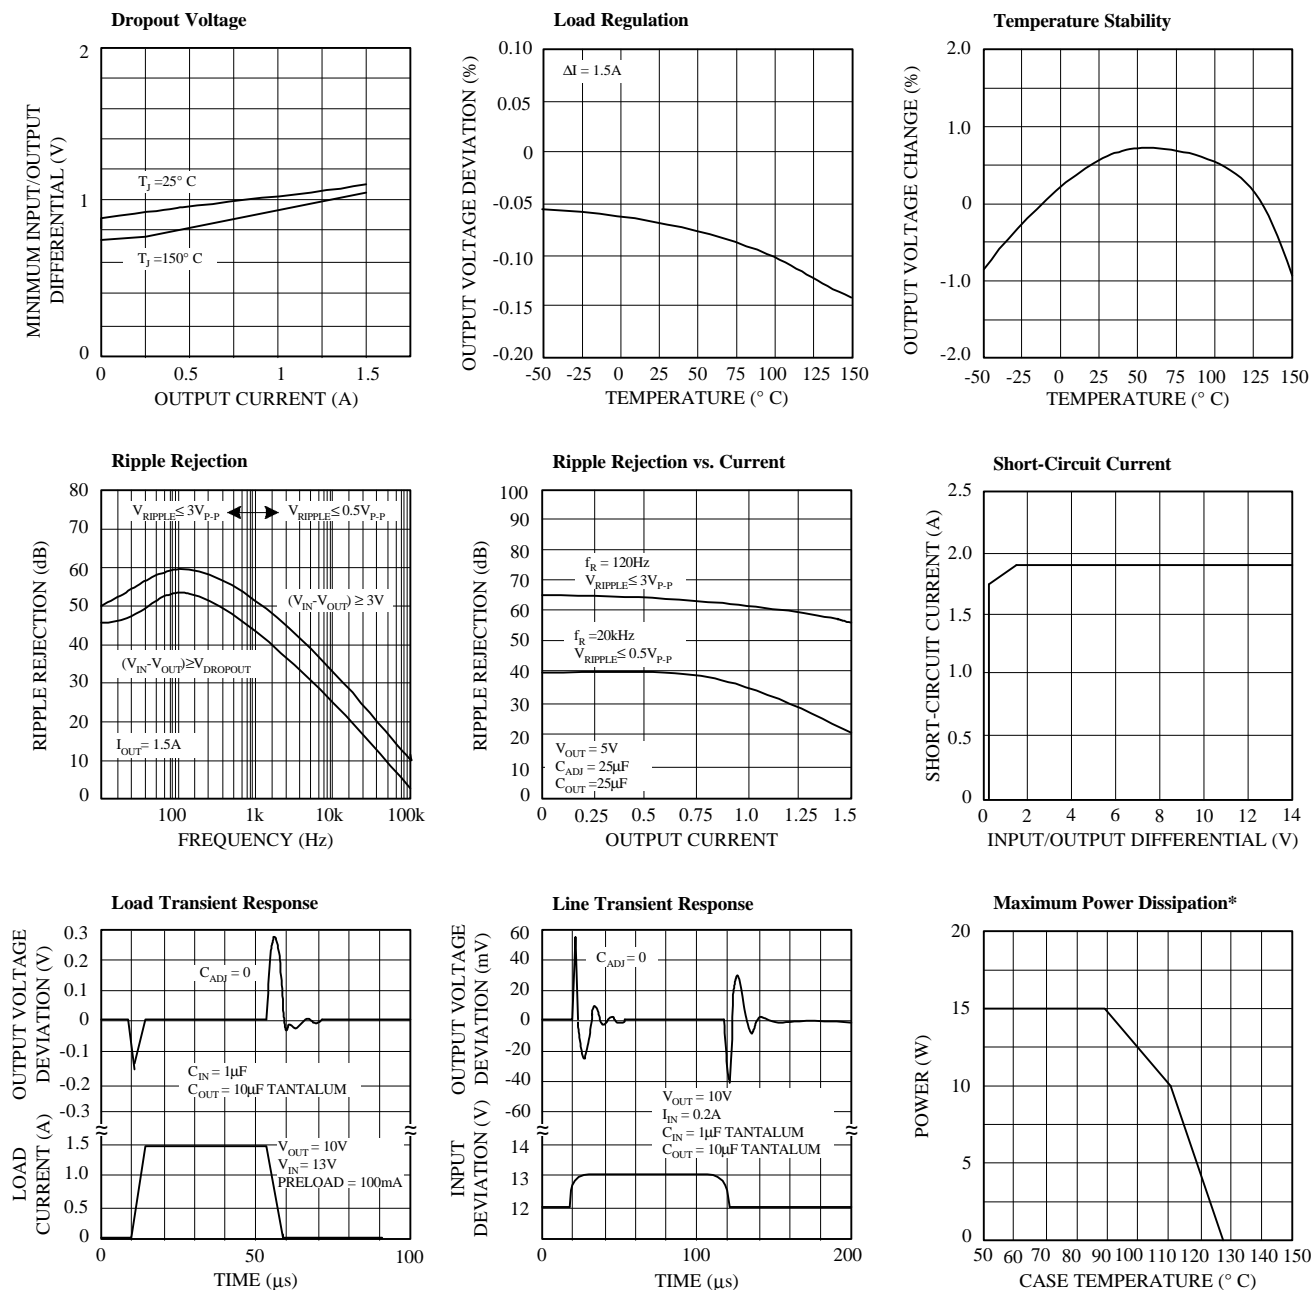 Dropout Voltage
MINIMUM INPUT/OUTPUT
DIFFERENTIAL (V)
2
1
0
T_J =25° C
T_J =150° C
0 0.5 1 1.5
OUTPUT CURRENT (A)
Load Regulation
OUTPUT VOLTAGE DEVIATION (%)
0.10
0.05
0
-0.05
-0.10
-0.15
-0.20
ΔI = 1.5A
-50 -25 0 25 50 75 100 125 150
TEMPERATURE (° C)
Temperature Stability
OUTPUT VOLTAGE CHANGE (%)
2.0
1.0
0
-1.0
-2.0
-50 -25 0 25 50 75 100 125 150
TEMPERATURE (° C)
Ripple Rejection
RIPPLE REJECTION (dB)
80
70
60
50
40
30
20
10
0
V_RIPPLE ≤ 3V_P-P
V_RIPPLE ≤ 0.5V_P-P
(V_IN-V_OUT) ≥ 3V
(V_IN-V_OUT)≥V_DROPOUT
I_OUT = 1.5A
100 1k 10k 100k
FREQUENCY (Hz)
Ripple Rejection vs. Current
RIPPLE REJECTION (dB)
100
90
80
70
60
50
40
30
20
10
0
f_R = 120Hz
V_RIPPLE ≤ 3V_P-P
f_R =20kHz
V_RIPPLE ≤ 0.5V_P-P
V_OUT = 5V
C_ADJ = 25µF
C_OUT =25µF
0 0.25 0.5 0.75 1.0 1.25 1.5
OUTPUT CURRENT
Short-Circuit Current
SHORT-CIRCUIT CURRENT (A)
2.5
2.0
1.5
1.0
0.5
0
0 2 4 6 8 10 12 14
INPUT/OUTPUT DIFFERENTIAL (V)
Load Transient Response
OUTPUT VOLTAGE
DEVIATION (V)
0.3
0.2
0.1
0
-0.1
-0.2
-0.3
C_ADJ = 0
C_IN = 1µF
C_OUT = 10µF TANTALUM
LOAD
CURRENT (A)
1.5
1.0
0.5
0
V_OUT = 10V
V_IN = 13V
PRELOAD = 100mA
0 50 100
TIME (µs)
Line Transient Response
OUTPUT VOLTAGE
DEVIATION (mV)
60
40
20
0
-20
-40
-60
C_ADJ = 0
V_OUT = 10V
I_IN = 0.2A
C_IN = 1µF TANTALUM
C_OUT = 10µF TANTALUM
INPUT
DEVIATION (V)
14
13
12
0 100 200
TIME (µs)
Maximum Power Dissipation*
POWER (W)
20
15
10
5
0
50 60 70 80 90 100 110 120 130 140 150
CASE TEMPERATURE (° C)